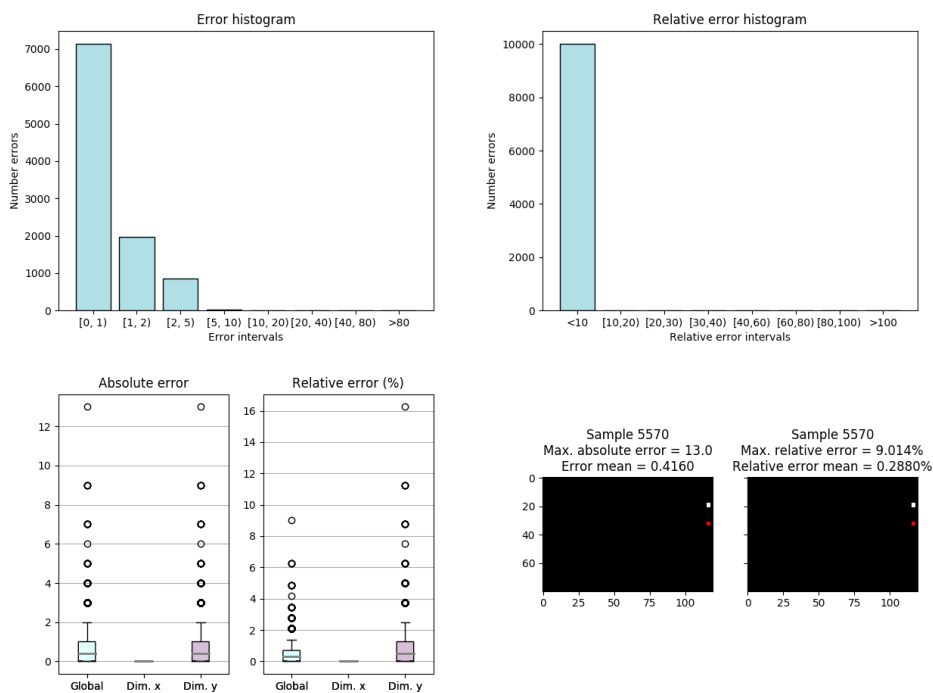 Error histogram
Number errors
7000
6000
5000
4000
3000
2000
1000
0
[0, 1) [1, 2) [2, 5) [5, 10) [10, 20) [20, 40) [40, 80) >80
Error intervals
Relative error histogram
Number errors
10000
8000
6000
4000
2000
0
<10 [10,20) [20,30) [30,40) [40,60) [60,80) [80,100) >100
Relative error intervals
Absolute error
12
10
8
6
4
2
0
Global Dim. x Dim. y
Relative error (%)
16
14
12
10
8
6
4
2
0
Global Dim. x Dim. y
Sample 5570
Max. absolute error = 13.0
Error mean = 0.4160
0
20
40
60
0 25 50 75 100
Sample 5570
Max. relative error = 9.014%
Relative error mean = 0.2880%
0 25 50 75 100